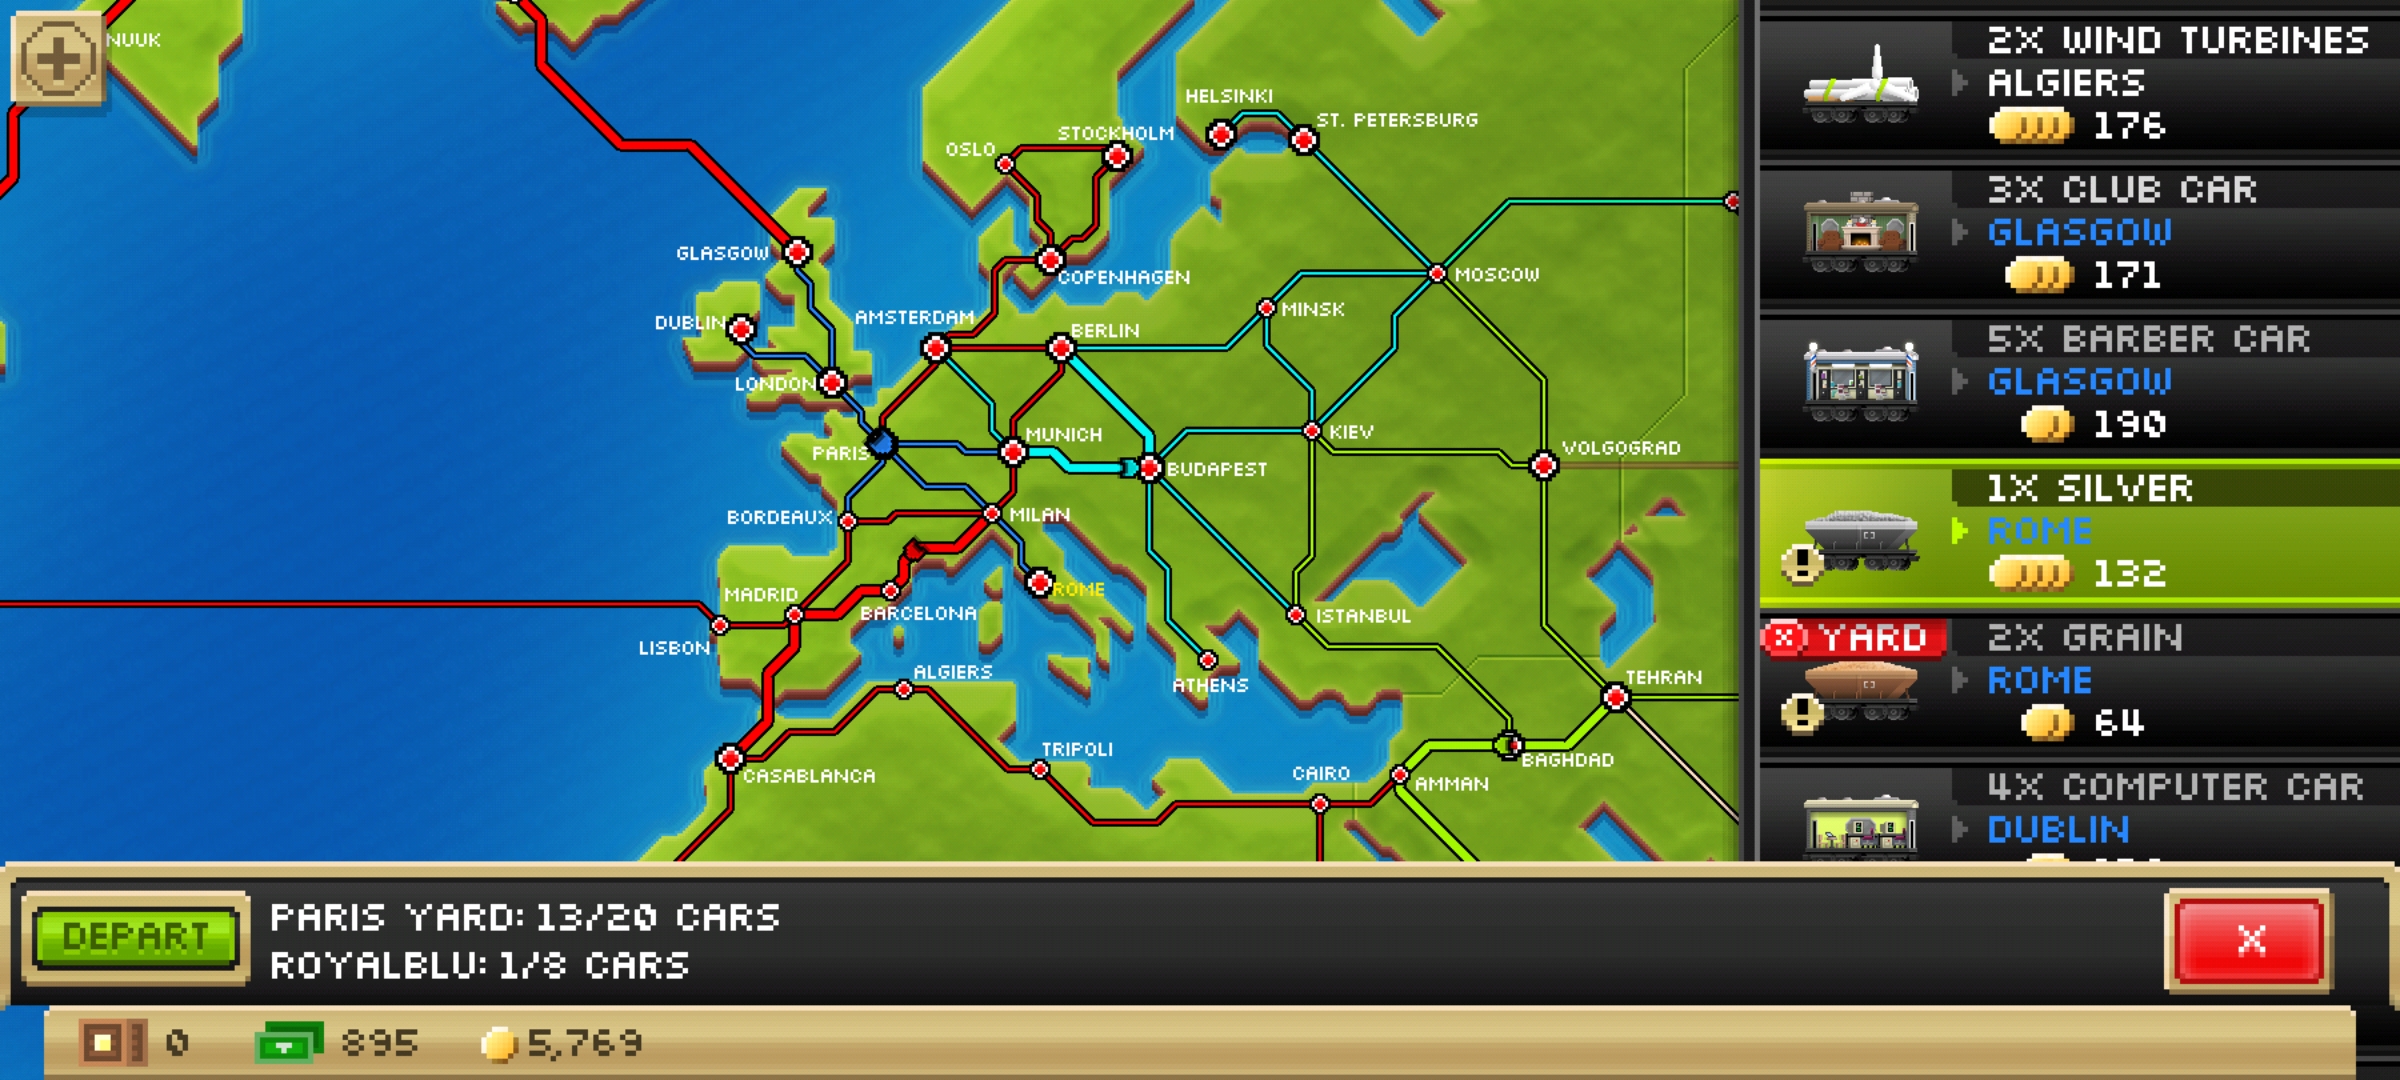 NUUK
HELSINKI
ST. PETERSBURG
STOCKHOLM
OSLO
GLASGOW
COPENHAGEN
MOSCOW
DUBLIN
AMSTERDAM
MINSK
BERLIN
LONDON
PARIS
MUNICH
KIEV
VOLGOGRAD
BUDAPEST
BORDEAUX
MILAN
MADRID
BARCELONA
ROME
ISTANBUL
LISBON
ALGIERS
ATHENS
TEHRAN
TRIPOLI
CASABLANCA
CAIRO
AMMAN
BAGHDAD
2X WIND TURBINES
ALGIERS
176
3X CLUB CAR
GLASGOW
171
5X BARBER CAR
GLASGOW
190
1X SILVER
ROME
132
YARD
2X GRAIN
ROME
64
4X COMPUTER CAR
DUBLIN
DEPART
PARIS YARD: 13/20 CARS
ROYALBLU: 1/8 CARS
X
0
895
5,769